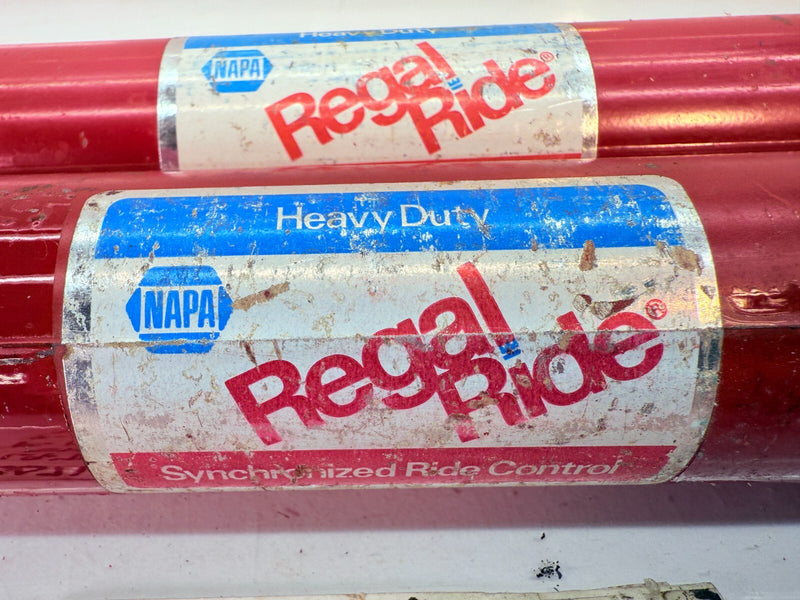 Heavy Duty
NAPA
Regal
Ride®
Heavy Duty
NAPA
Regal
Ride®
Synchronized Ride Control